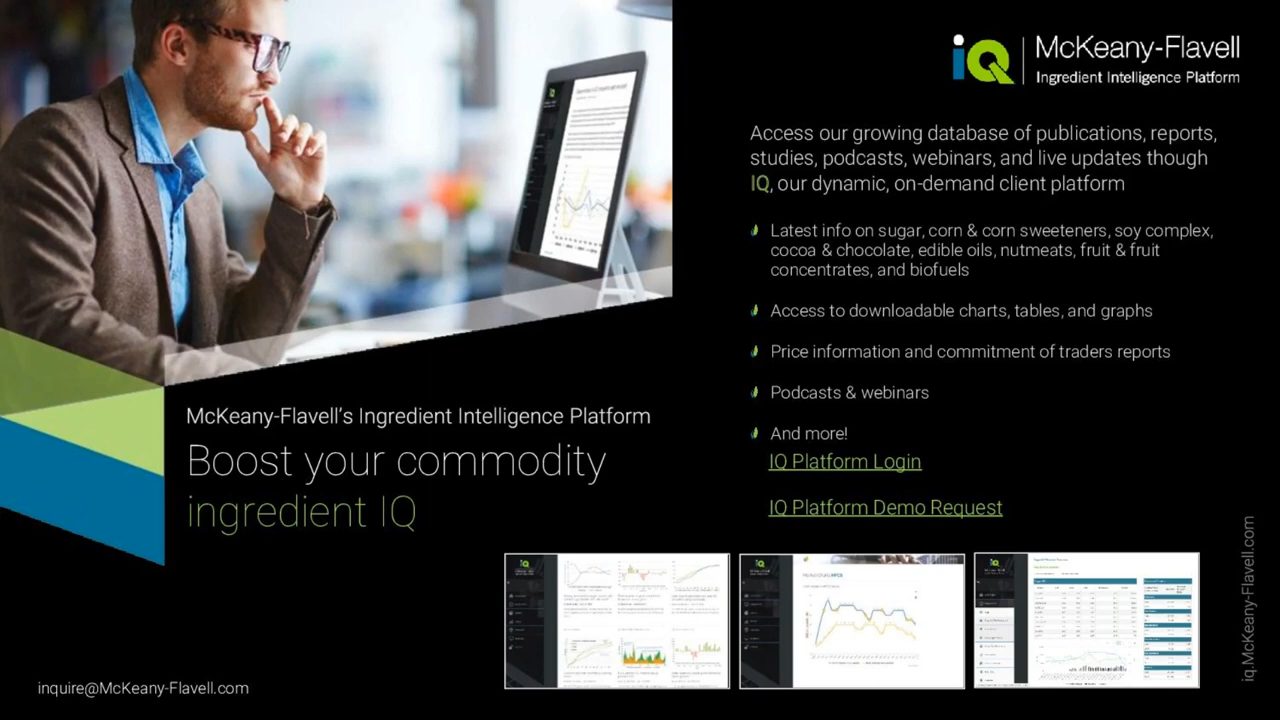 iQ McKeany-Flavell
Ingredient Intelligence Platform
Access our growing database of publications, reports,
studies, podcasts, webinars, and live updates though
IQ, our dynamic, on-demand client platform
Latest info on sugar, corn & corn sweeteners, soy complex,
cocoa & chocolate, edible oils, nutmeats, fruit & fruit
concentrates, and biofuels
Access to downloadable charts, tables, and graphs
Price information and commitment of traders reports
Podcasts & webinars
And more!
IQ Platform Login
IQ Platform Demo Request
McKeany-Flavell’s Ingredient Intelligence Platform
Boost your commodity
ingredient IQ
inquire@McKeany-Flavell.com
iq.McKeany-Flavell.com